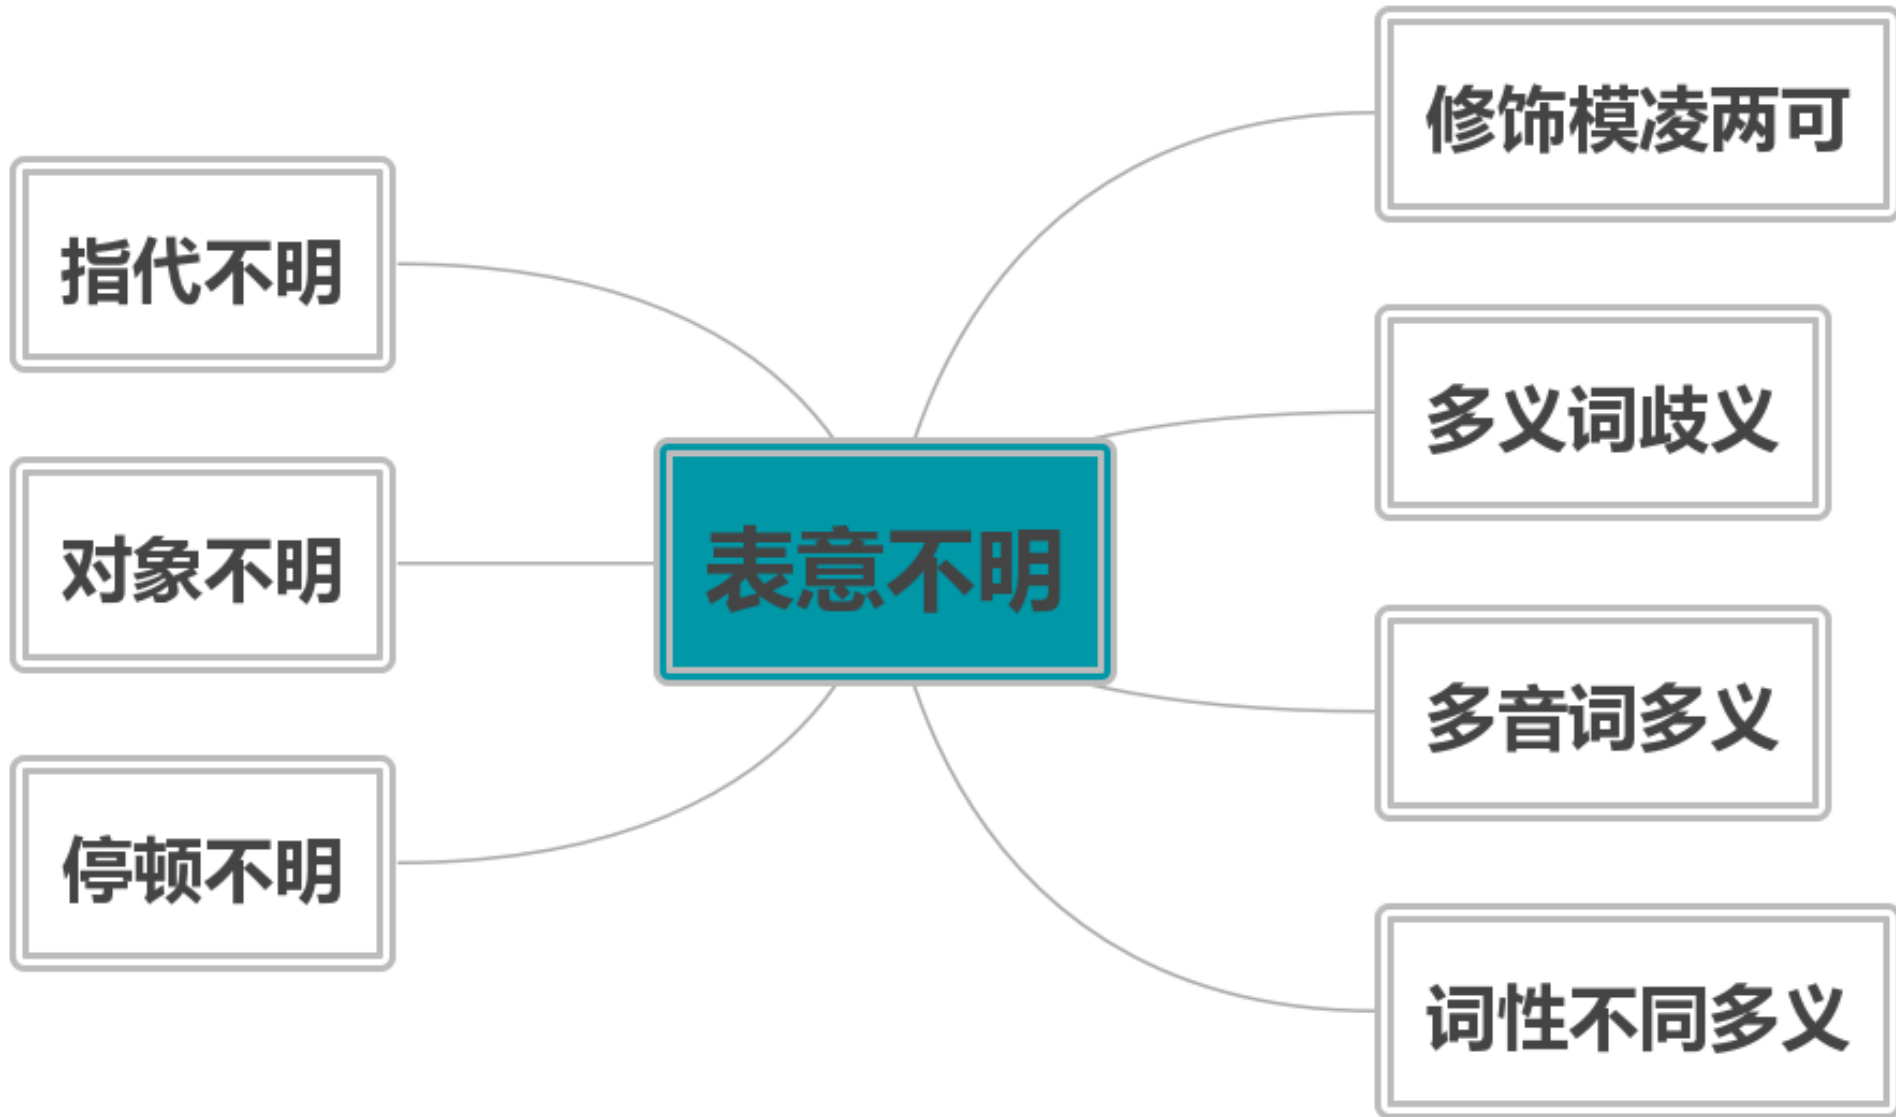 表意不明
修饰模凌两可
多义词歧义
多音词多义
词性不同多义
指代不明
对象不明
停顿不明